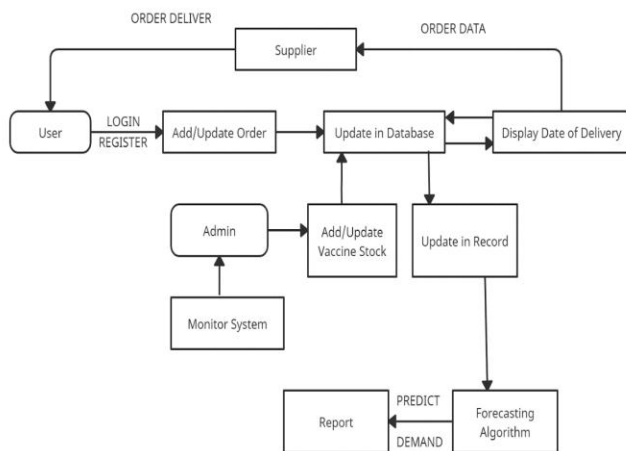 ORDER DELIVER
ORDER DATA
Supplier
User
LOGIN
REGISTER
Add/Update Order
Update in Database
Display Date of Delivery
Admin
Add/Update
Vaccine Stock
Update in Record
Monitor System
Report
PREDICT
DEMAND
Forecasting
Algorithm